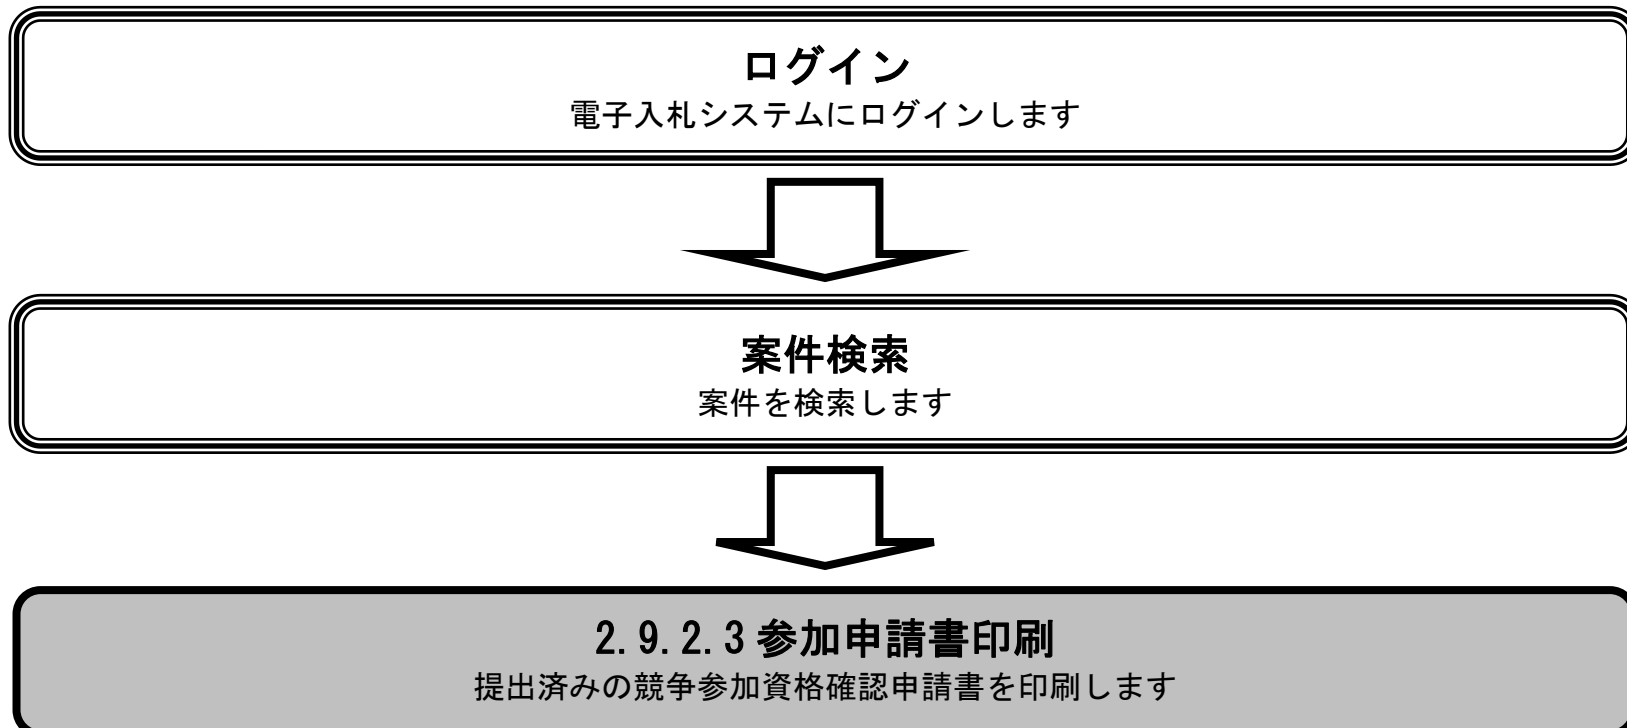 ログイン
電子入札システムにログインします
案件検索
案件を検索します
2.9.2.3 参加申請書印刷
提出済みの競争参加資格確認申請書を印刷します